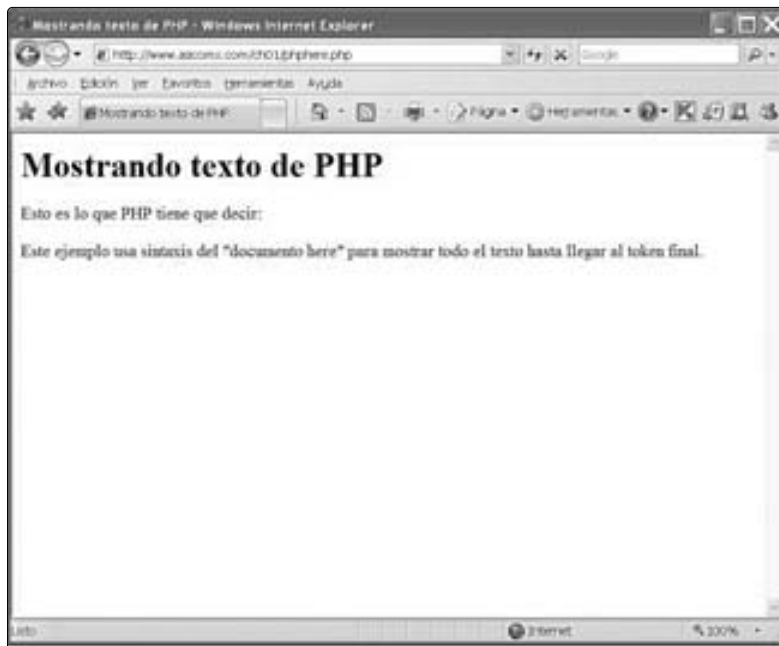 Mostrando texto de PHP - Windows Internet Explorer
Google
Archivo Edición Ver Favoritos Herramientas Ayuda
Mostrando texto de PHP
Página Herramientas
Mostrando texto de PHP
Esto es lo que PHP tiene que decir:
Este ejemplo usa sintaxis del "documento here" para mostrar todo el texto hasta llegar al token final.
Listo
Internet
100%